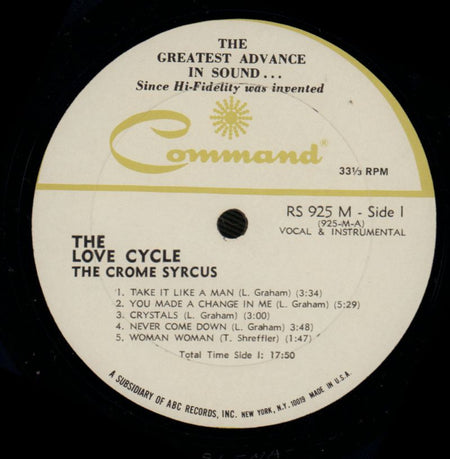 THE
GREATEST ADVANCE
IN SOUND...
Since Hi-Fidelity was invented
Command®
33⅓ RPM
RS 925 M - Side I
(925-M-A)
VOCAL & INSTRUMENTAL
THE
LOVE CYCLE
THE CROME SYRCUS
1. TAKE IT LIKE A MAN (L. Graham) (3:34)
2. YOU MADE A CHANGE IN ME (L. Graham) (5:29)
3. CRYSTALS (L. Graham) (3:00)
4. NEVER COME DOWN (L. Graham) 3:48)
5. WOMAN WOMAN (T. Shreffler) (1:47)
Total Time Side I: 17:50
A SUBSIDIARY OF ABC RECORDS, INC. NEW YORK, N.Y. 10019 MADE IN U.S.A.